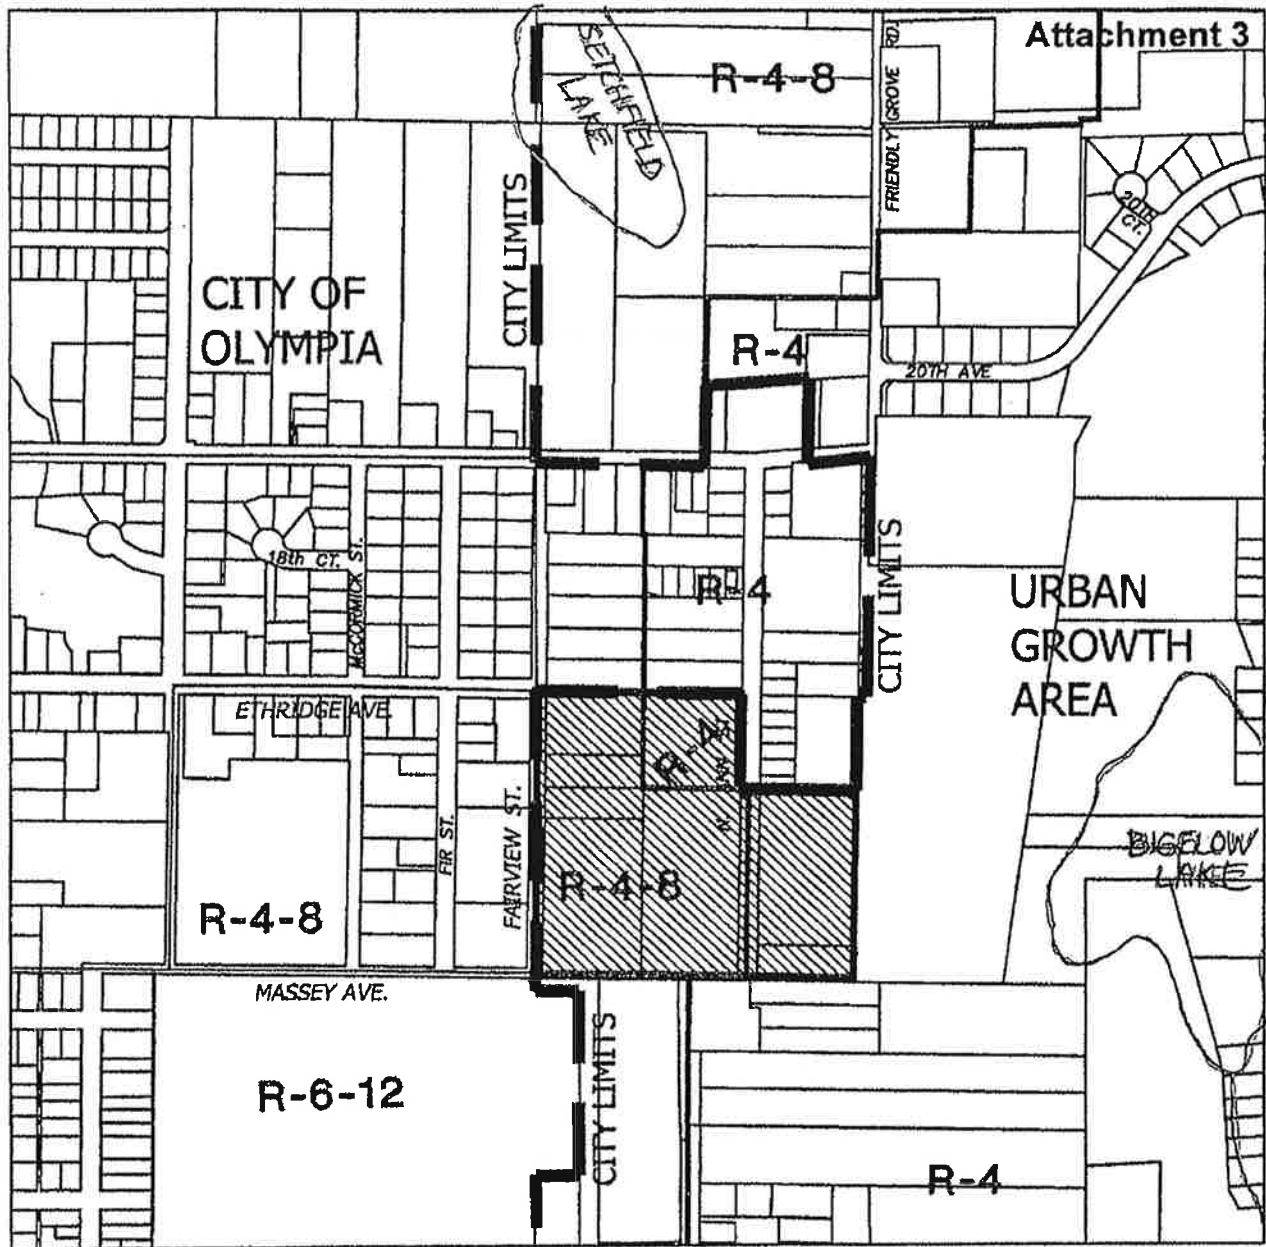 Attachment 3
SETCHFIELD
LAKE
R-4-8
FRIENDLY GROVE RD.
CITY LIMITS
20TH
CT.
CITY OF
OLYMPIA
R-4
20TH AVE
18th CT.
McCORMICK ST.
R-4
CITY LIMITS
URBAN
GROWTH
AREA
ETHRIDGE AVE.
R-4
FIR ST.
FAIRVIEW ST.
R-4-8
R-4-8
BIGELOW
LAKE
MASSEY AVE.
R-6-12
CITY LIMITS
R-4